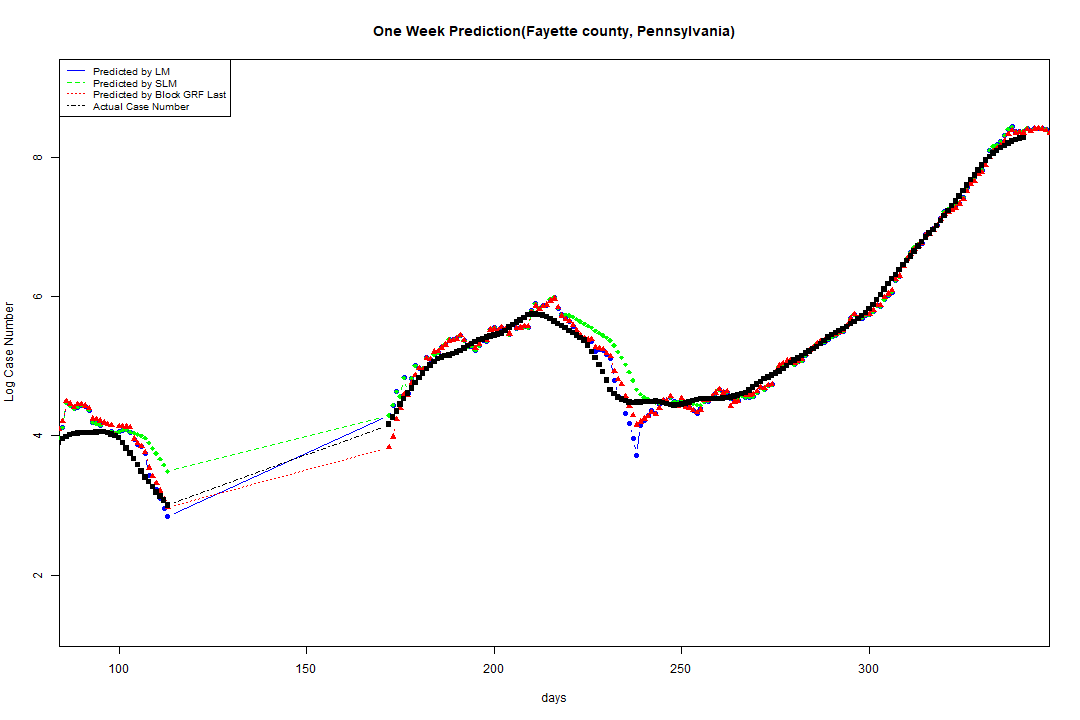 One Week Prediction(Fayette county, Pennsylvania)
Predicted by LM
Predicted by SLM
Predicted by Block GRF Last
Actual Case Number
8
6
4
2
Log Case Number
100 150 200 250 300
days